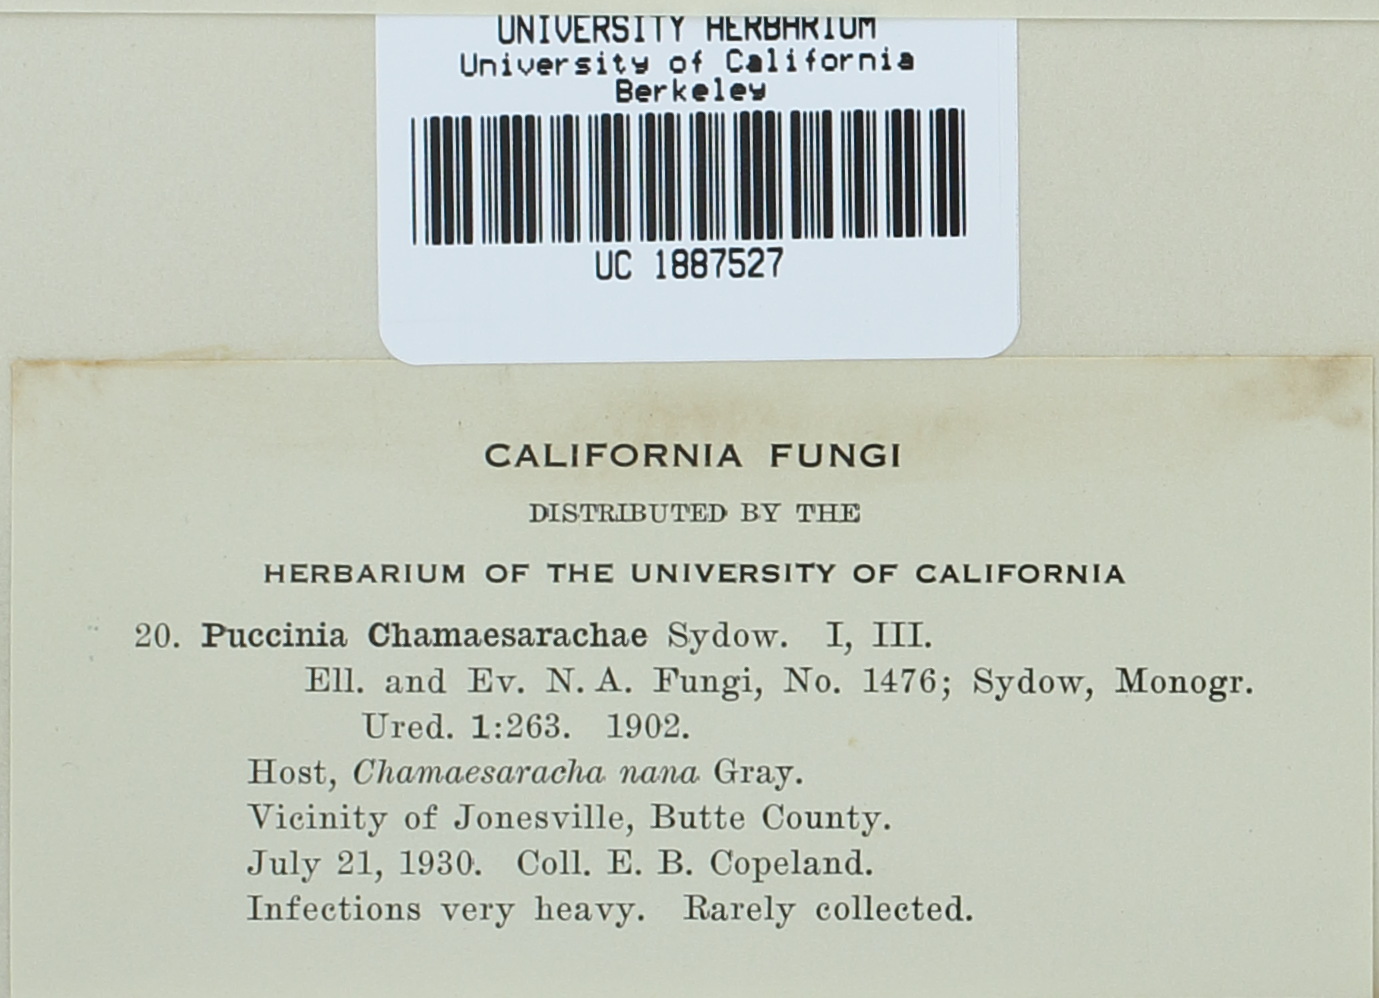 UNIVERSITY HERBARIUM
University of California
Berkeley
UC 1887527
CALIFORNIA FUNGI
DISTRIBUTED BY THE
HERBARIUM OF THE UNIVERSITY OF CALIFORNIA
20. Puccinia Chamaesarachae Sydow. I, III.
Ell. and Ev. N. A. Fungi, No. 1476; Sydow, Monogr.
Ured. 1:263. 1902.
Host, Chamaesaracha nana Gray.
Vicinity of Jonesville, Butte County.
July 21, 1930. Coll. E. B. Copeland.
Infections very heavy. Rarely collected.